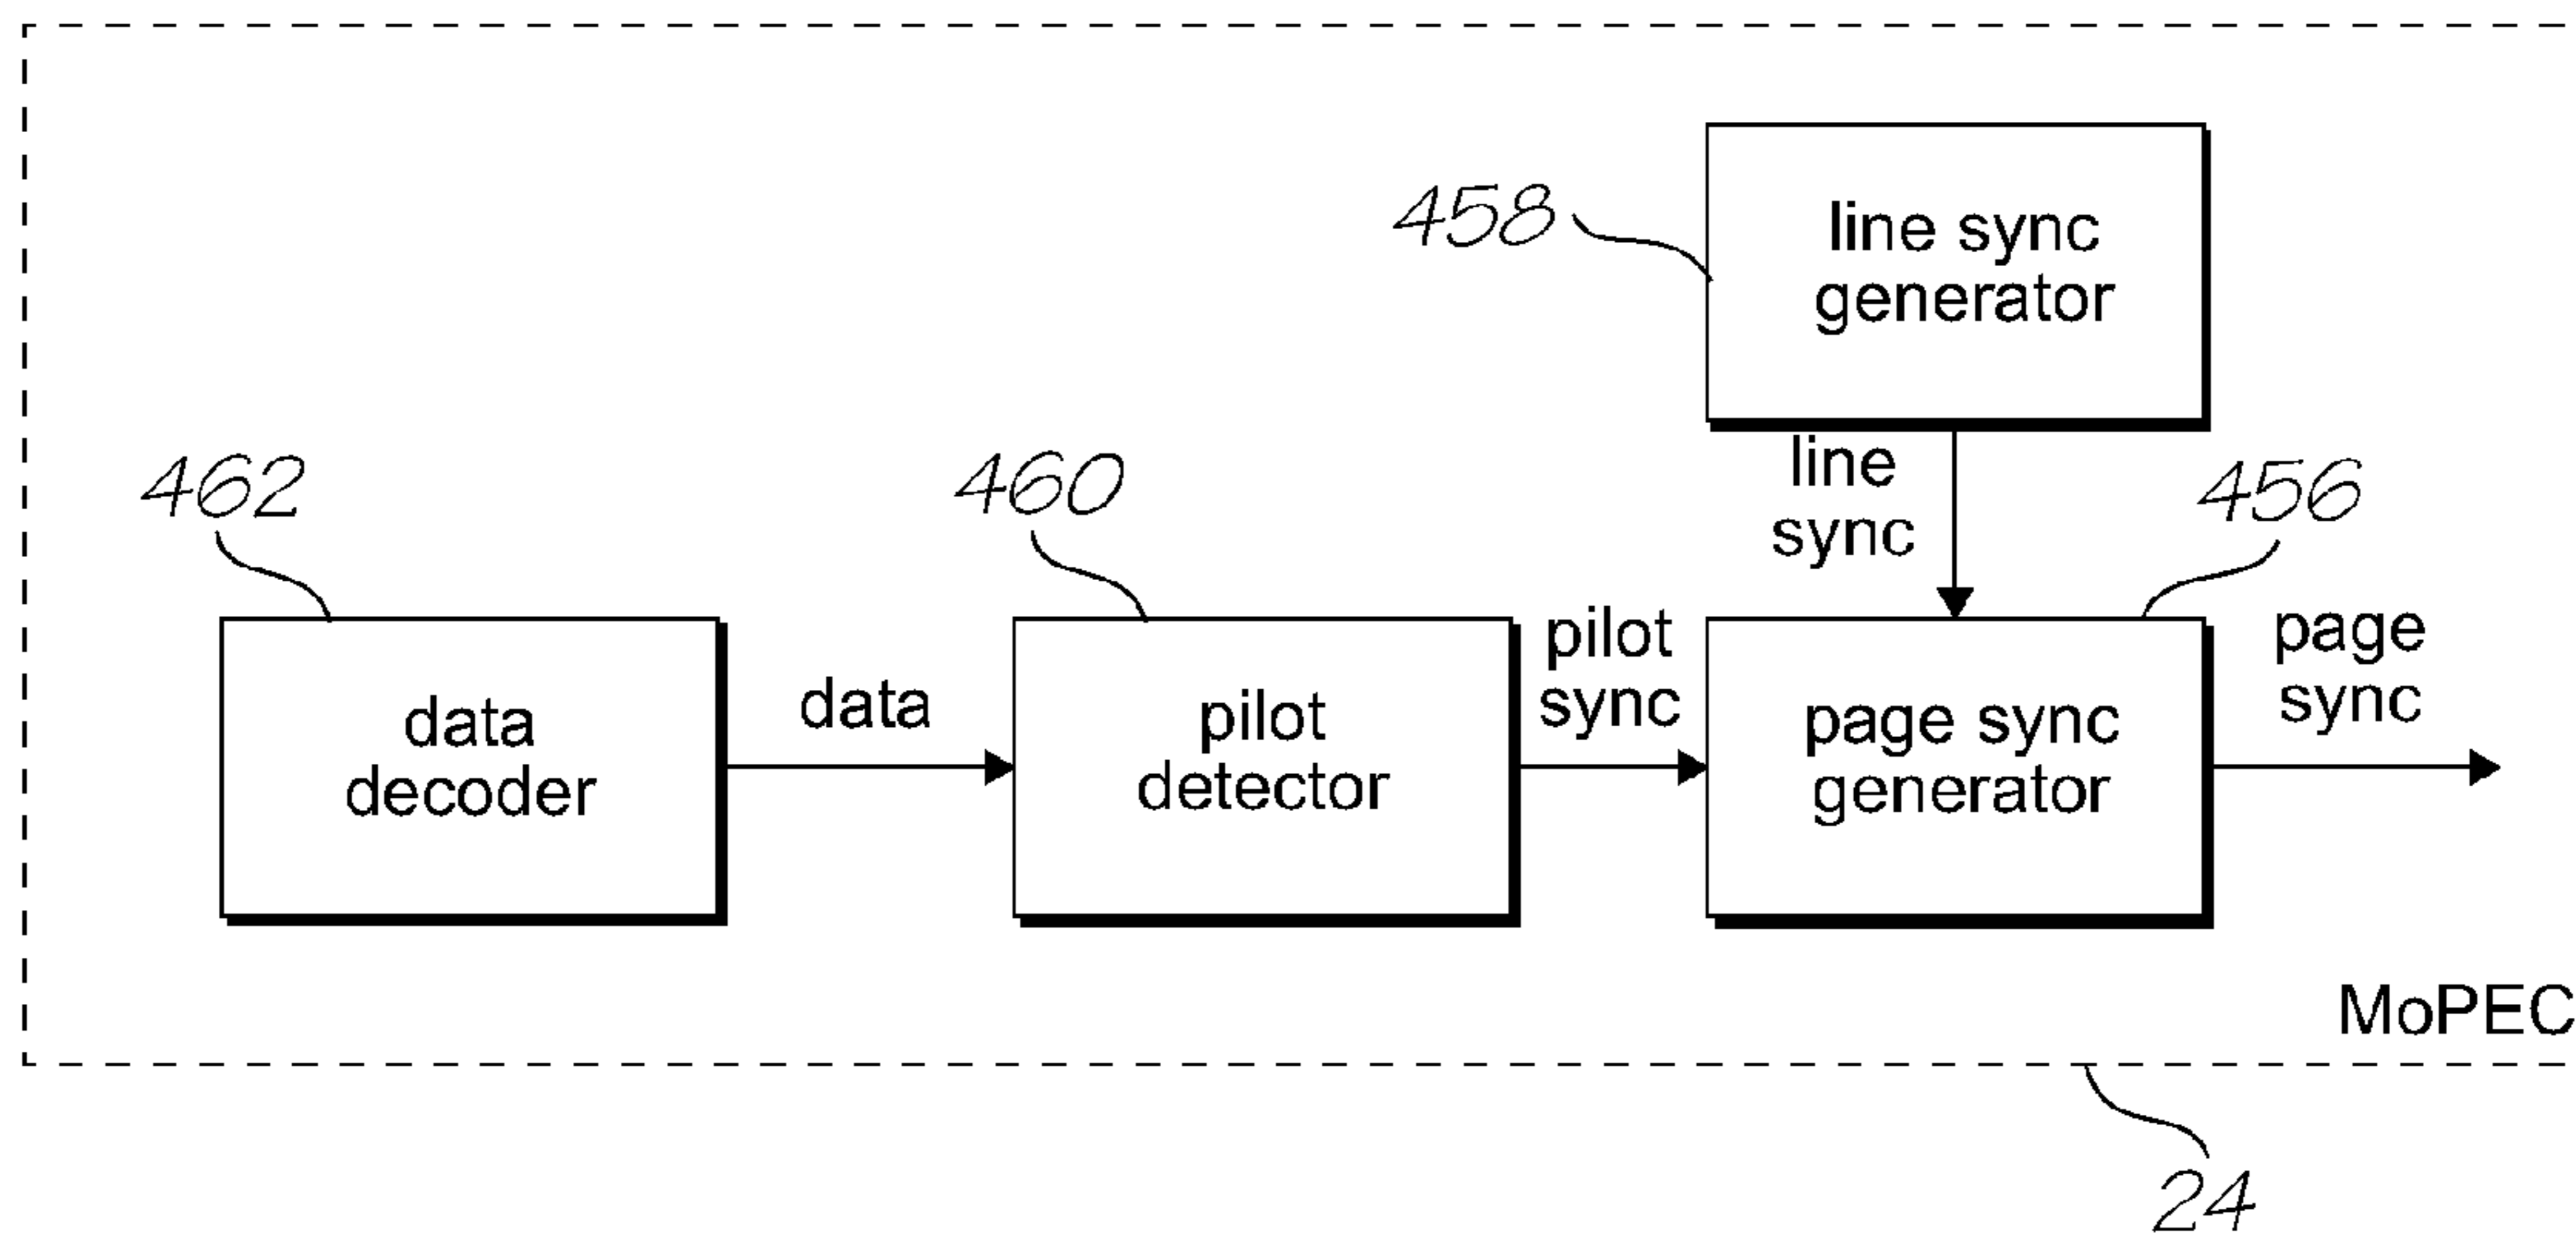 458
line sync
generator
line
sync
462
460
456
data
decoder
data
pilot
detector
pilot
sync
page sync
generator
page
sync
MoPEC
24